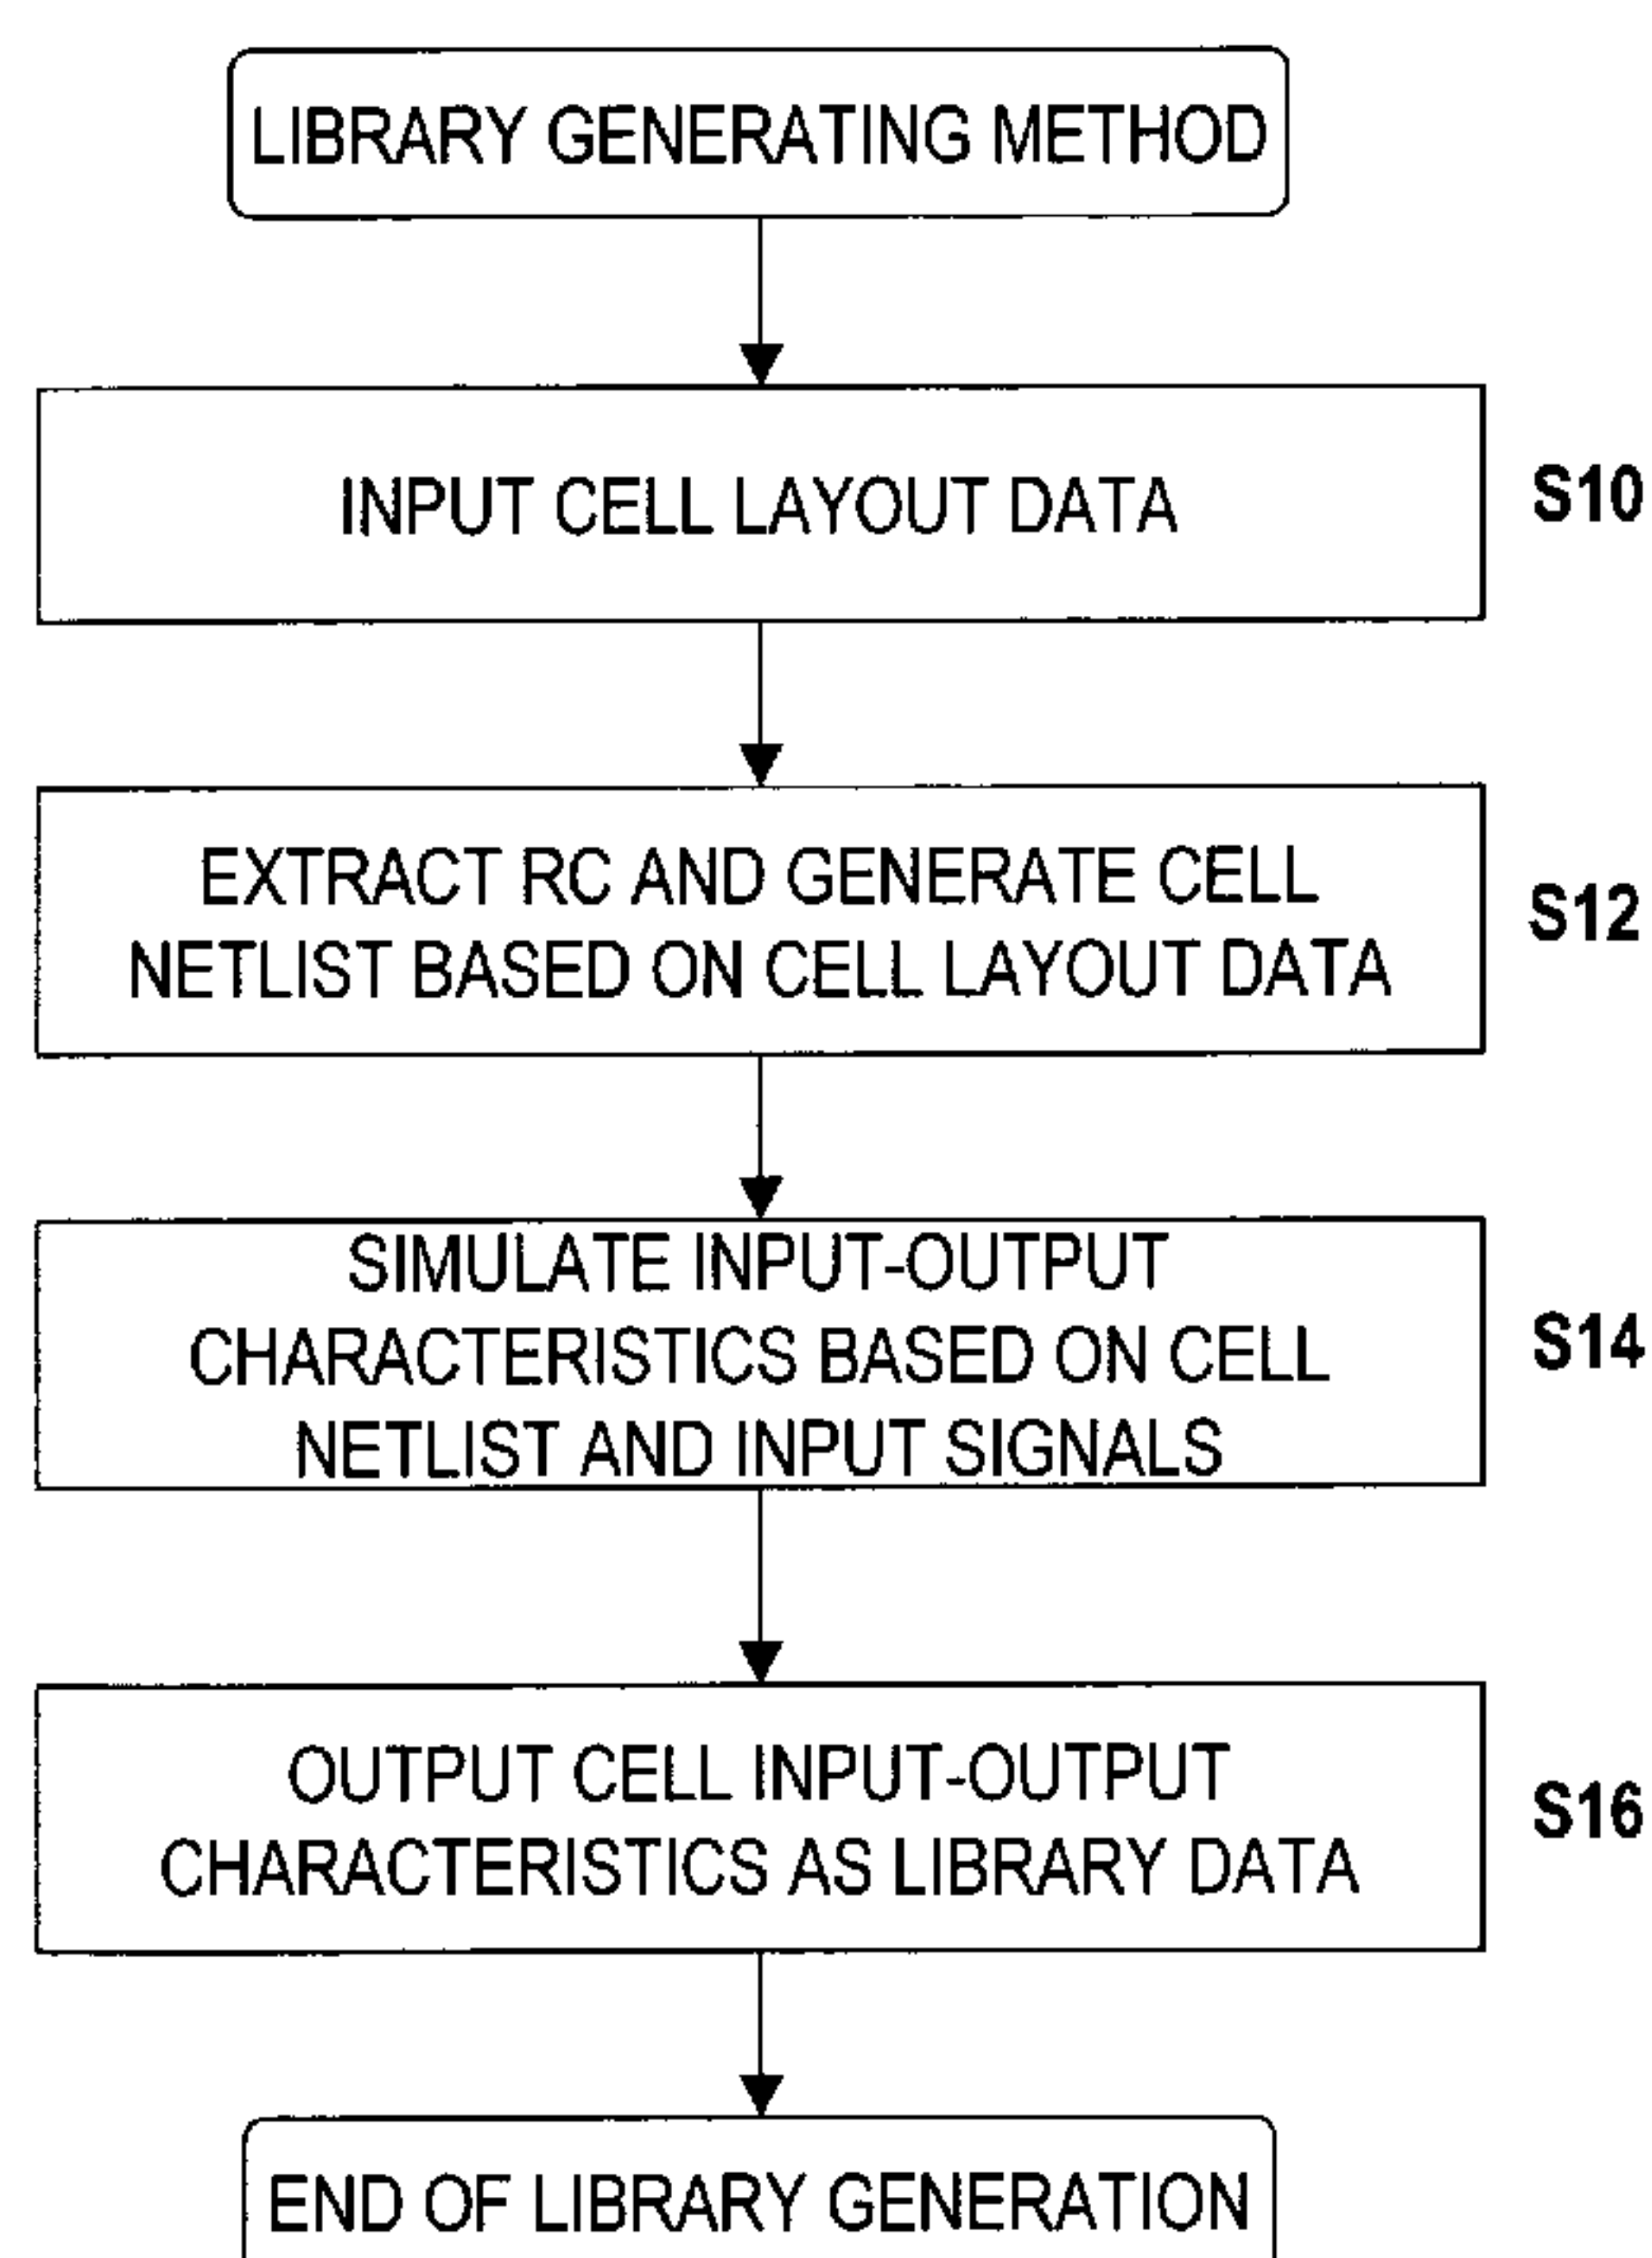 LIBRARY GENERATING METHOD
INPUT CELL LAYOUT DATA
S10
EXTRACT RC AND GENERATE CELL
NETLIST BASED ON CELL LAYOUT DATA
S12
SIMULATE INPUT-OUTPUT
CHARACTERISTICS BASED ON CELL
NETLIST AND INPUT SIGNALS
S14
OUTPUT CELL INPUT-OUTPUT
CHARACTERISTICS AS LIBRARY DATA
S16
END OF LIBRARY GENERATION